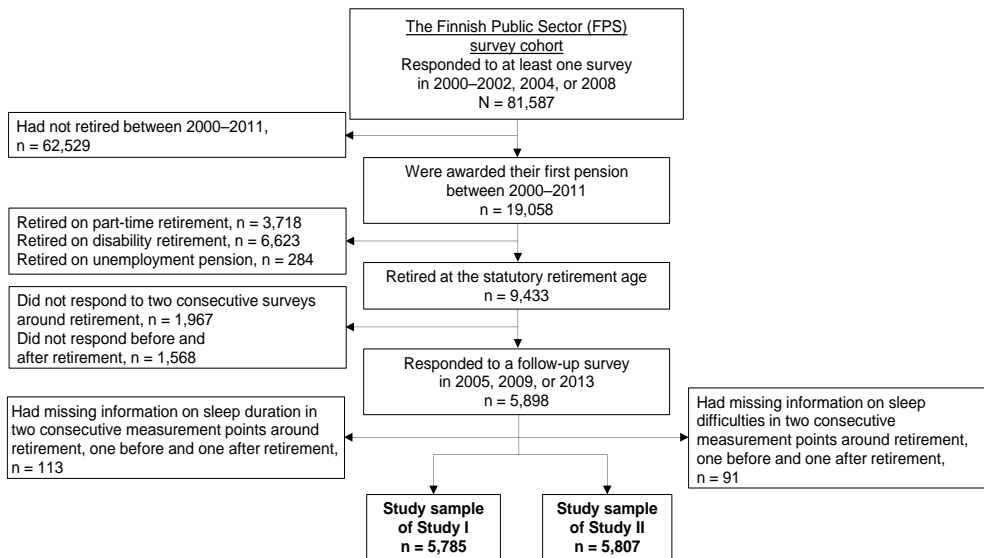 The Finnish Public Sector (FPS)
survey cohort
Responded to at least one survey
in 2000–2002, 2004, or 2008
N = 81,587
Had not retired between 2000–2011,
n = 62,529
Were awarded their first pension
between 2000–2011
n = 19,058
Retired on part-time retirement, n = 3,718
Retired on disability retirement, n = 6,623
Retired on unemployment pension, n = 284
Retired at the statutory retirement age
n = 9,433
Did not respond to two consecutive surveys
around retirement, n = 1,967
Did not respond before and
after retirement, n = 1,568
Responded to a follow-up survey
in 2005, 2009, or 2013
n = 5,898
Had missing information on sleep duration in
two consecutive measurement points around
retirement, one before and one after retirement,
n = 113
Had missing information on sleep
difficulties in two consecutive
measurement points around retirement,
one before and one after retirement,
n = 91
Study sample
of Study I
n = 5,785
Study sample
of Study II
n = 5,807